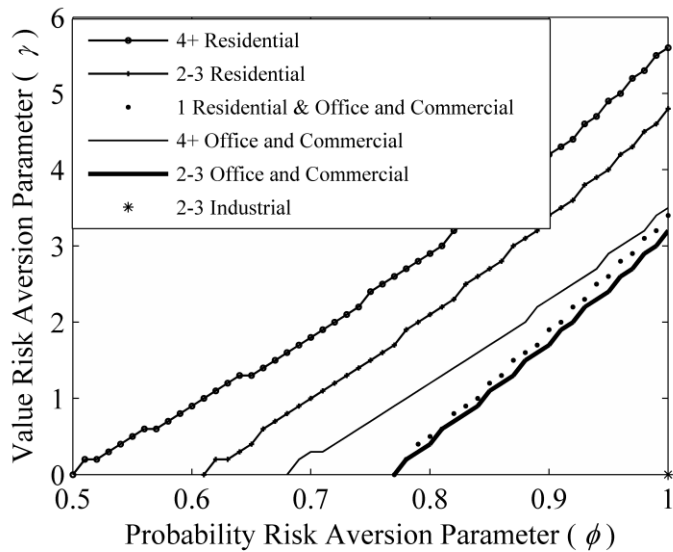 6
5
4
3
2
1
0
Value Risk Aversion Parameter ( γ )
4+ Residential
2-3 Residential
1 Residential & Office and Commercial
4+ Office and Commercial
2-3 Office and Commercial
2-3 Industrial
0.5 0.6 0.7 0.8 0.9 1
Probability Risk Aversion Parameter ( ϕ )